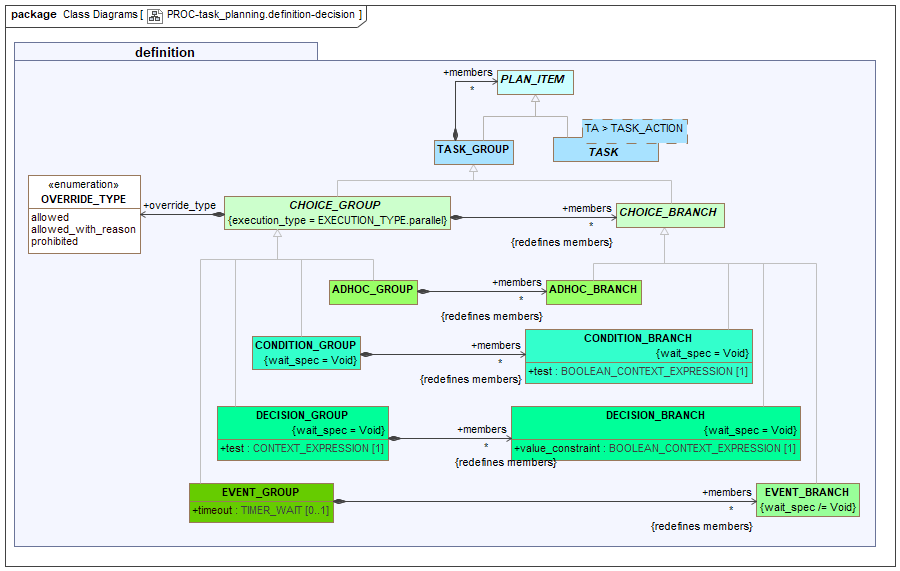 package Class Diagrams [ PROC-task_planning.definition-decision ]
definition
+members
*
PLAN_ITEM
TA > TASK_ACTION
TASK_GROUP
TASK
«enumeration»
OVERRIDE_TYPE
allowed
allowed_with_reason
prohibited
+override_type
CHOICE_GROUP
{execution_type = EXECUTION_TYPE.parallel}
+members
*
{redefines members}
CHOICE_BRANCH
ADHOC_GROUP
+members
*
{redefines members}
ADHOC_BRANCH
CONDITION_GROUP
{wait_spec = Void}
+members
*
{redefines members}
CONDITION_BRANCH
{wait_spec = Void}
+test : BOOLEAN_CONTEXT_EXPRESSION [1]
DECISION_GROUP
{wait_spec = Void}
+test : CONTEXT_EXPRESSION [1]
+members
*
{redefines members}
DECISION_BRANCH
{wait_spec = Void}
+value_constraint : BOOLEAN_CONTEXT_EXPRESSION [1]
EVENT_GROUP
+timeout : TIMER_WAIT [0..1]
+members
*
{redefines members}
EVENT_BRANCH
{wait_spec /= Void}